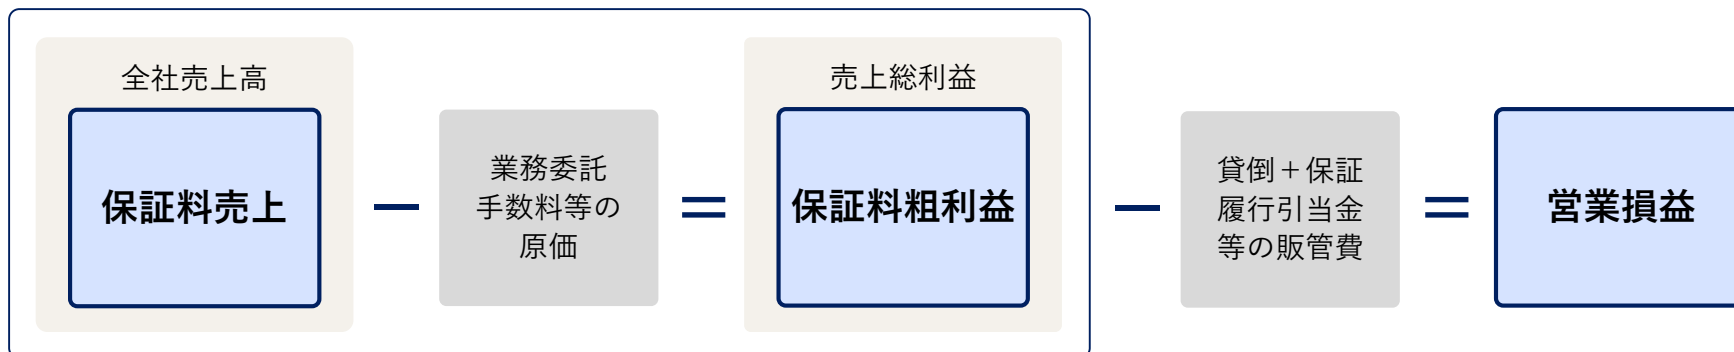 全社売上高
保証料売上
業務委託
手数料等の
原価
売上総利益
保証料粗利益
貸倒+保証
履行引当金
等の販管費
営業損益